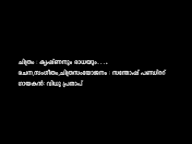 ചിത്രം : കൃഷ്ണനും രാധയും....
രചന,സംഗീതം,ചിത്രസംയോജനം : സന്തോഷ് പണ്ഡിറ്റ്
ഗായകൻ: വിധു പ്രതാപ്